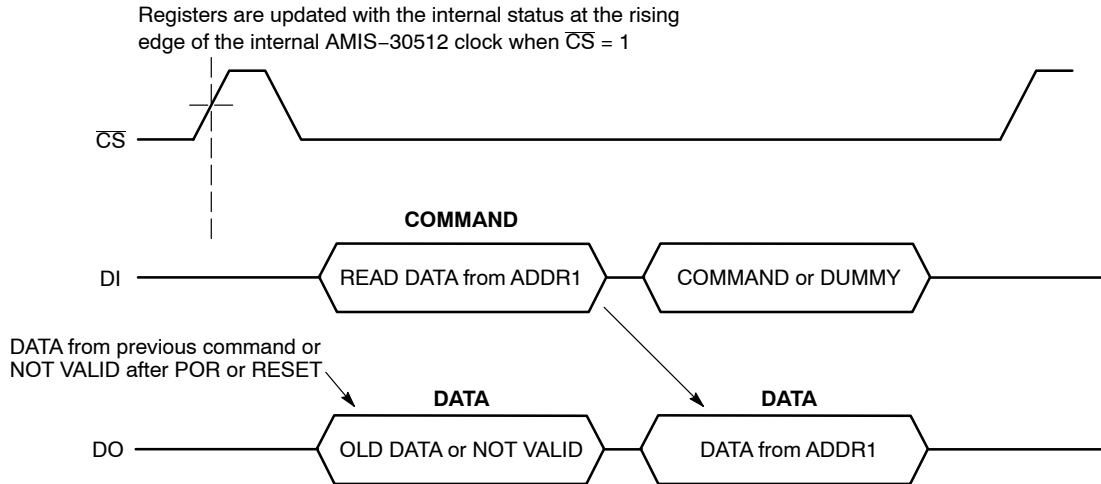 Registers are updated with the internal status at the rising
edge of the internal AMIS−30512 clock when C̅S̅ = 1
C̅S̅
COMMAND
DI
READ DATA from ADDR1
COMMAND or DUMMY
DATA from previous command or
NOT VALID after POR or RESET
DATA
DATA
DO
OLD DATA or NOT VALID
DATA from ADDR1